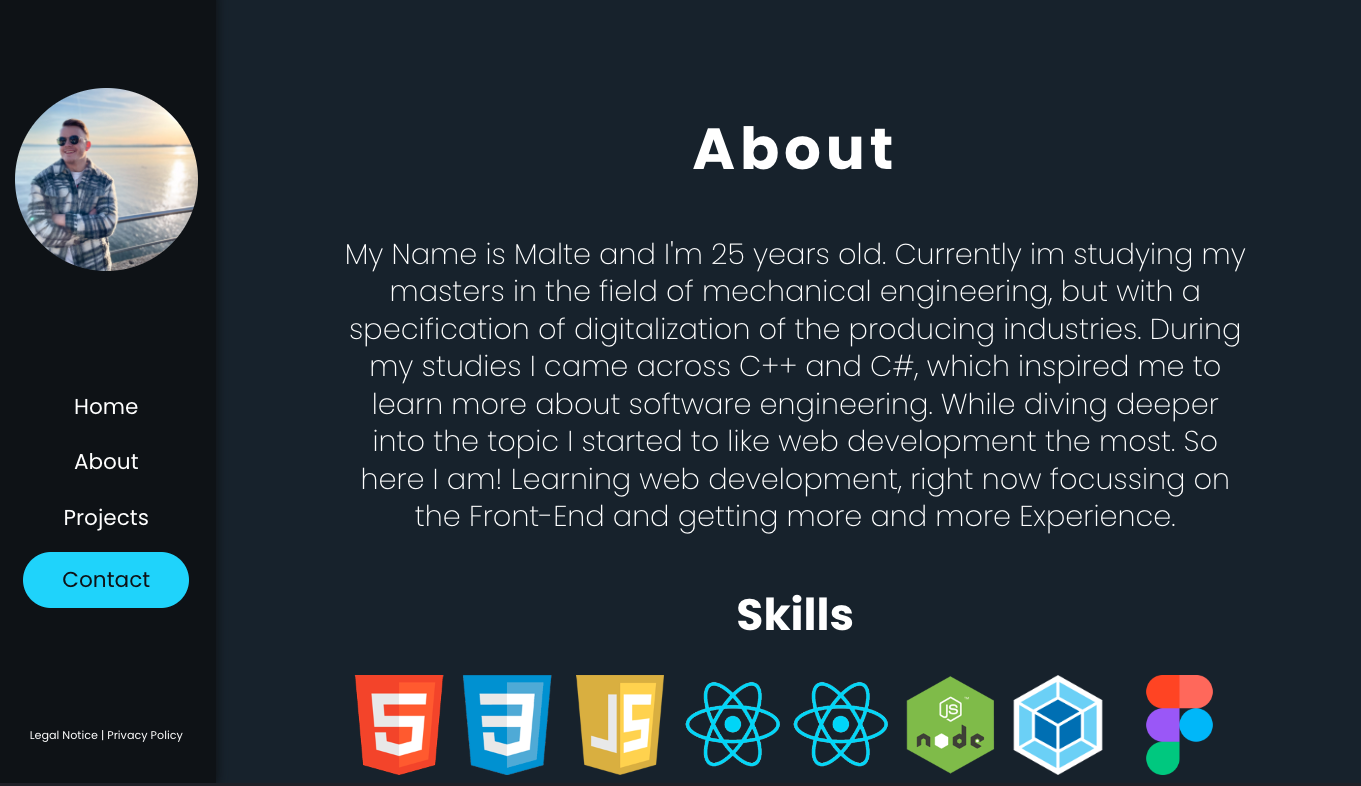 About
My Name is Malte and I'm 25 years old. Currently im studying my
masters in the field of mechanical engineering, but with a
specification of digitalization of the producing industries. During
my studies I came across C++ and C#, which inspired me to
learn more about software engineering. While diving deeper
into the topic I started to like web development the most. So
here I am! Learning web development, right now focussing on
the Front-End and getting more and more Experience.
Home
About
Projects
Contact
Skills
5
3
JS
JS
node
Legal Notice | Privacy Policy